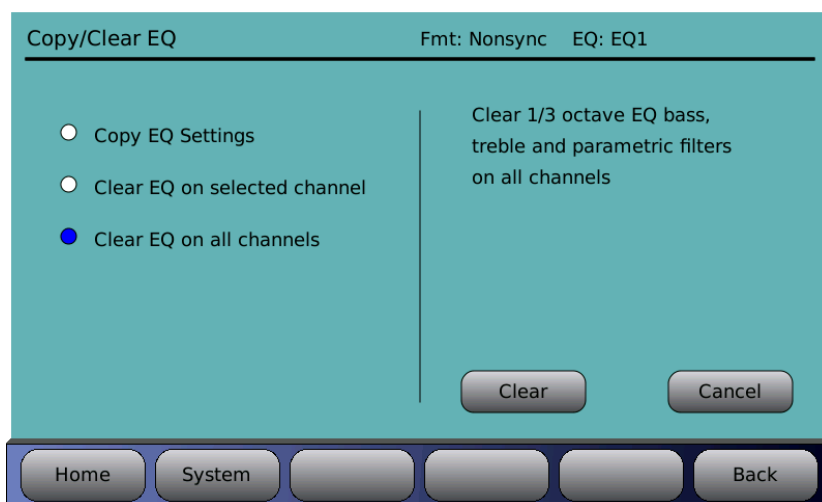 Copy/Clear EQ
Fmt: Nonsync EQ: EQ1
Copy EQ Settings
Clear EQ on selected channel
Clear EQ on all channels
Clear 1/3 octave EQ bass,
treble and parametric filters
on all channels
Clear
Cancel
Home
System
Back